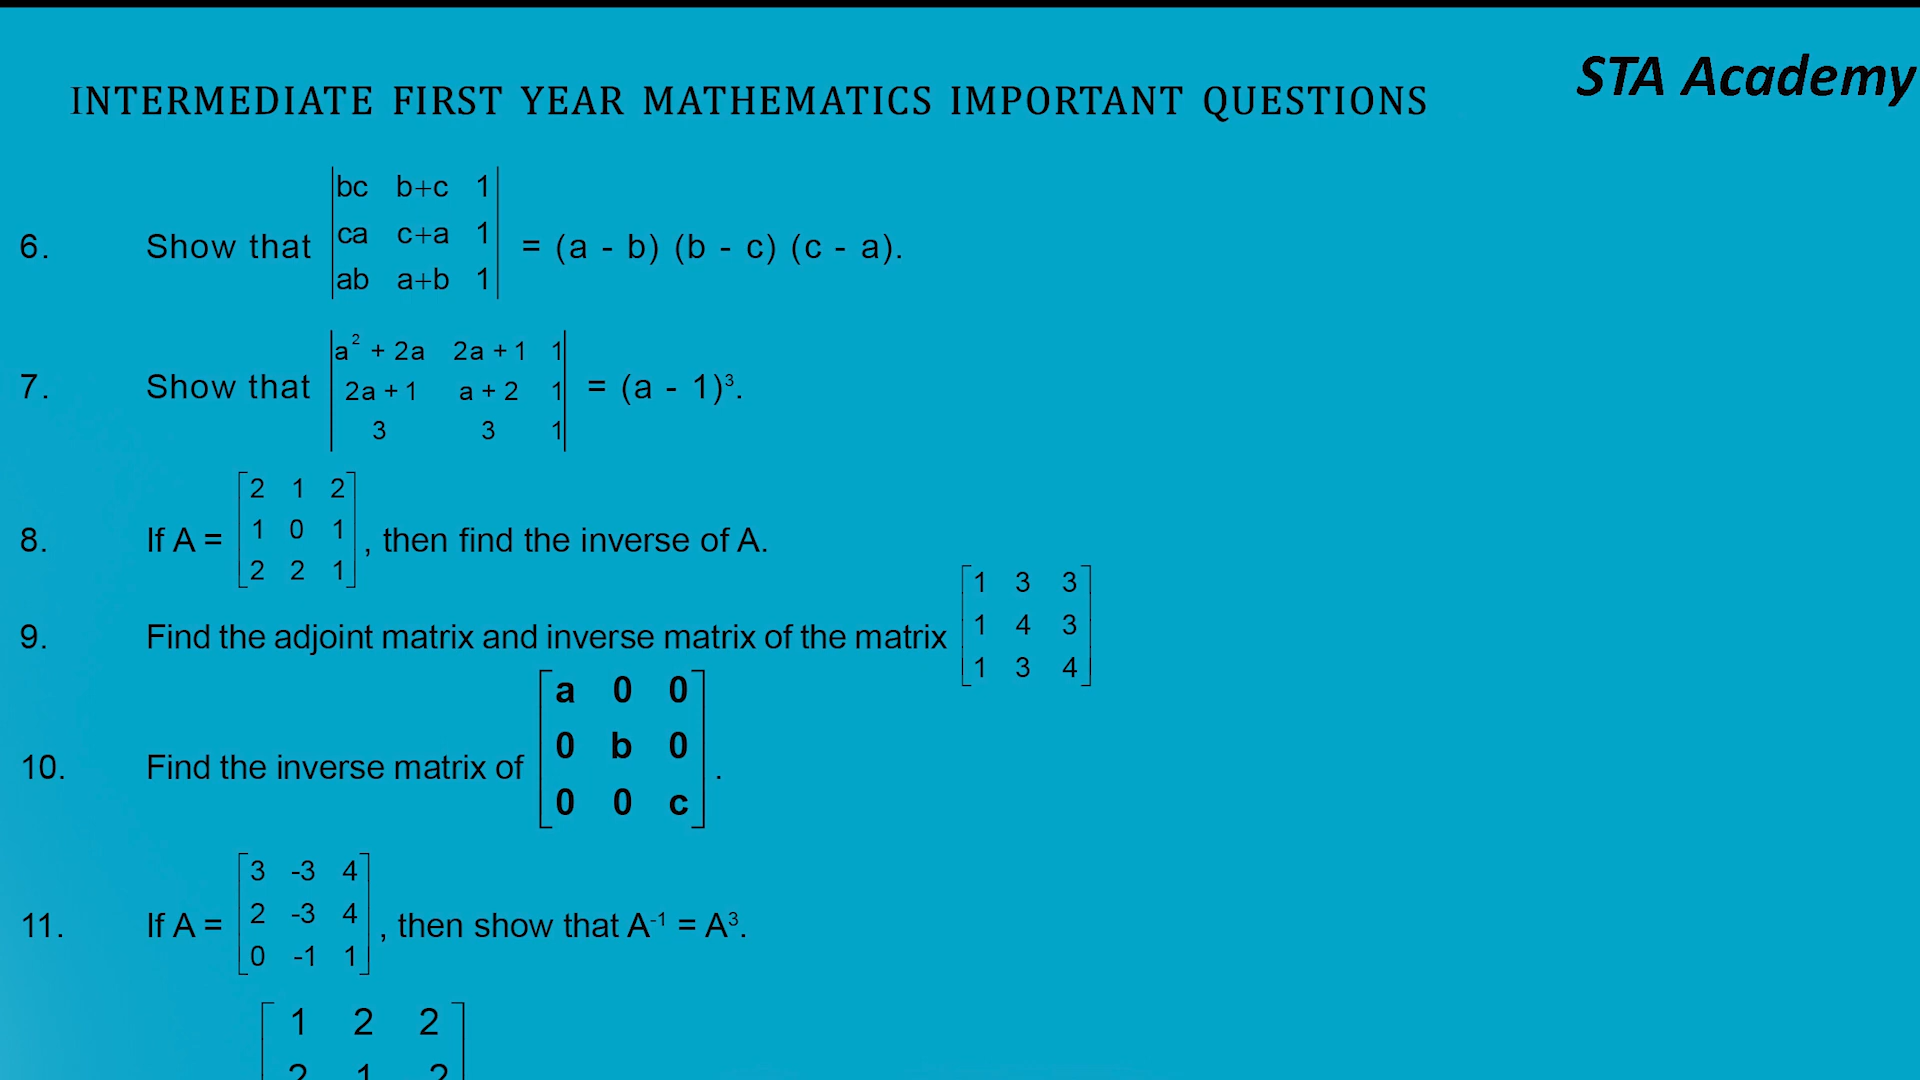 STA Academy
INTERMEDIATE FIRST YEAR MATHEMATICS IMPORTANT QUESTIONS
6. Show that |bc b+c 1|
|ca c+a 1| = (a - b) (b - c) (c - a).
|ab a+b 1|
7. Show that |a² + 2a 2a + 1 1|
|2a + 1 a + 2 1| = (a - 1)³.
|3 3 1|
8. If A = [2 1 2]
[1 0 1] , then find the inverse of A.
[2 2 1]
9. Find the adjoint matrix and inverse matrix of the matrix [1 3 3]
[1 4 3]
[1 3 4]
10. Find the inverse matrix of [a 0 0]
[0 b 0] .
[0 0 c]
11. If A = [3 -3 4]
[2 -3 4] , then show that A⁻¹ = A³.
[0 -1 1]
[1 2 2]
[2 1 2]